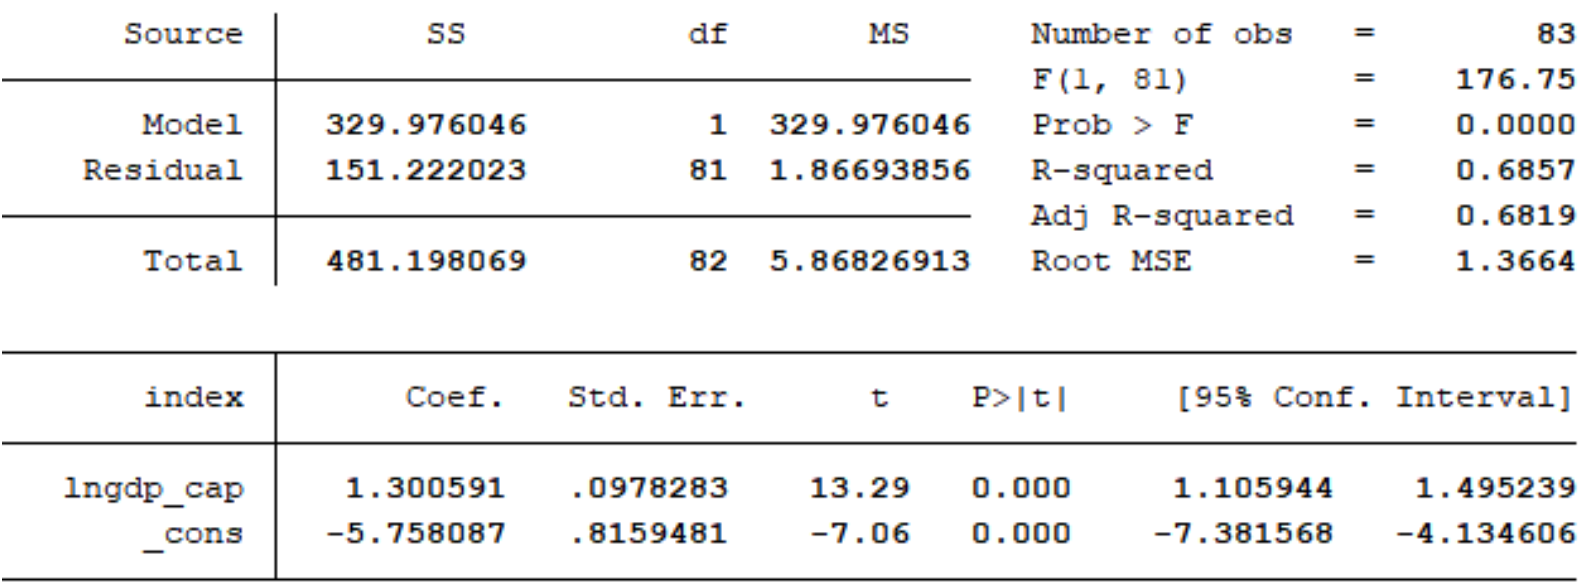 Source SS df MS Number of obs = 83
F(1, 81) = 176.75
Model 329.976046 1 329.976046 Prob > F = 0.0000
Residual 151.222023 81 1.86693856 R-squared = 0.6857
Adj R-squared = 0.6819
Total 481.198069 82 5.86826913 Root MSE = 1.3664
index Coef. Std. Err. t P>|t| [95% Conf. Interval]
lngdp_cap 1.300591 .0978283 13.29 0.000 1.105944 1.495239
_cons -5.758087 .8159481 -7.06 0.000 -7.381568 -4.134606